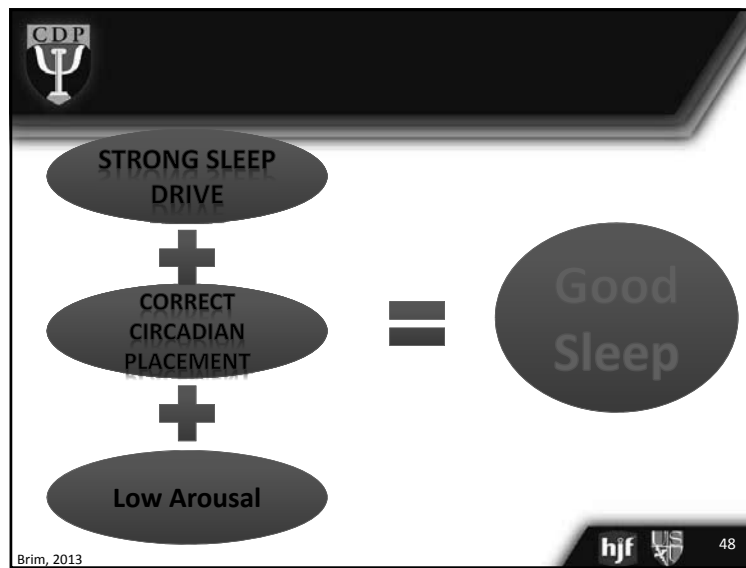 CDP
STRONG SLEEP
DRIVE
CORRECT
CIRCADIAN
PLACEMENT
Low Arousal
Good
Sleep
Brim, 2013
hjf
48